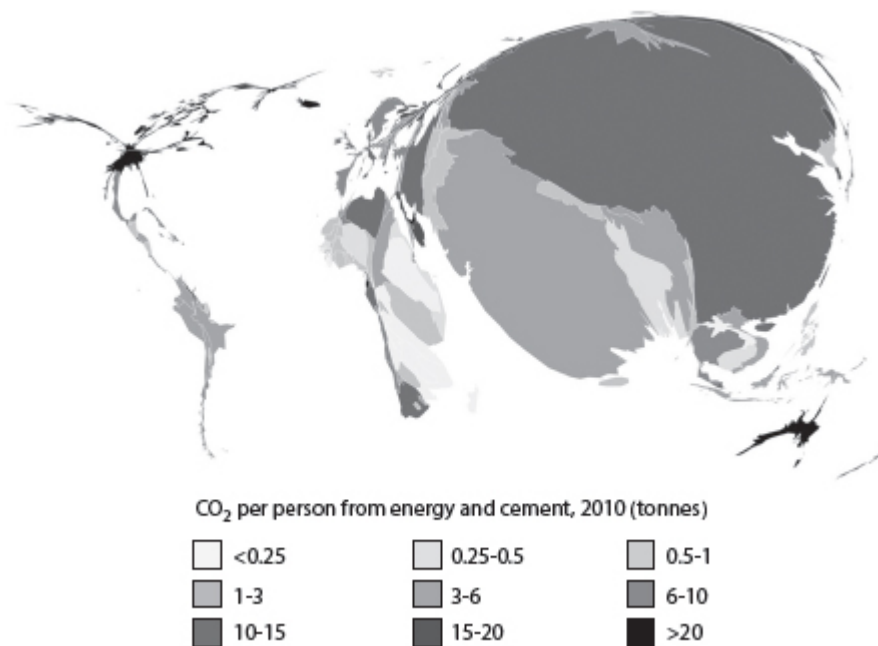 CO₂ per person from energy and cement, 2010 (tonnes)
<0.25 0.25-0.5 0.5-1
1-3 3-6 6-10
10-15 15-20 >20